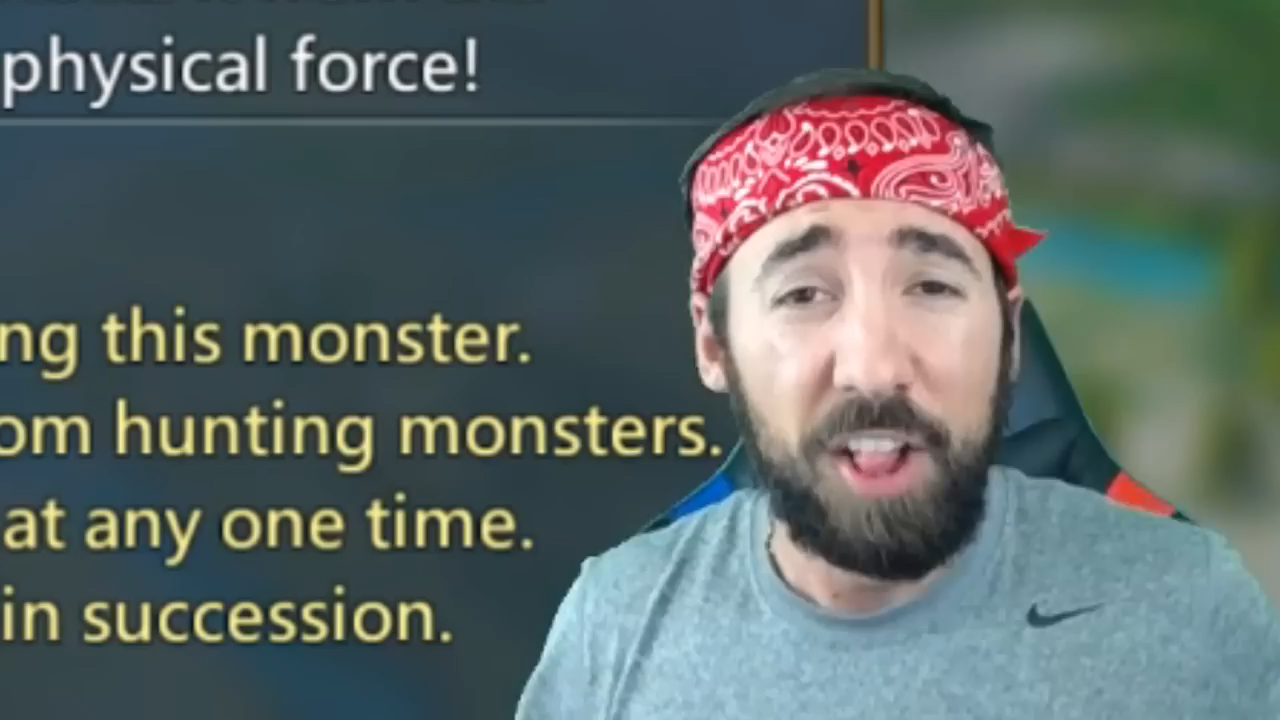 physical force!
ng this monster.
om hunting monsters.
at any one time.
in succession.